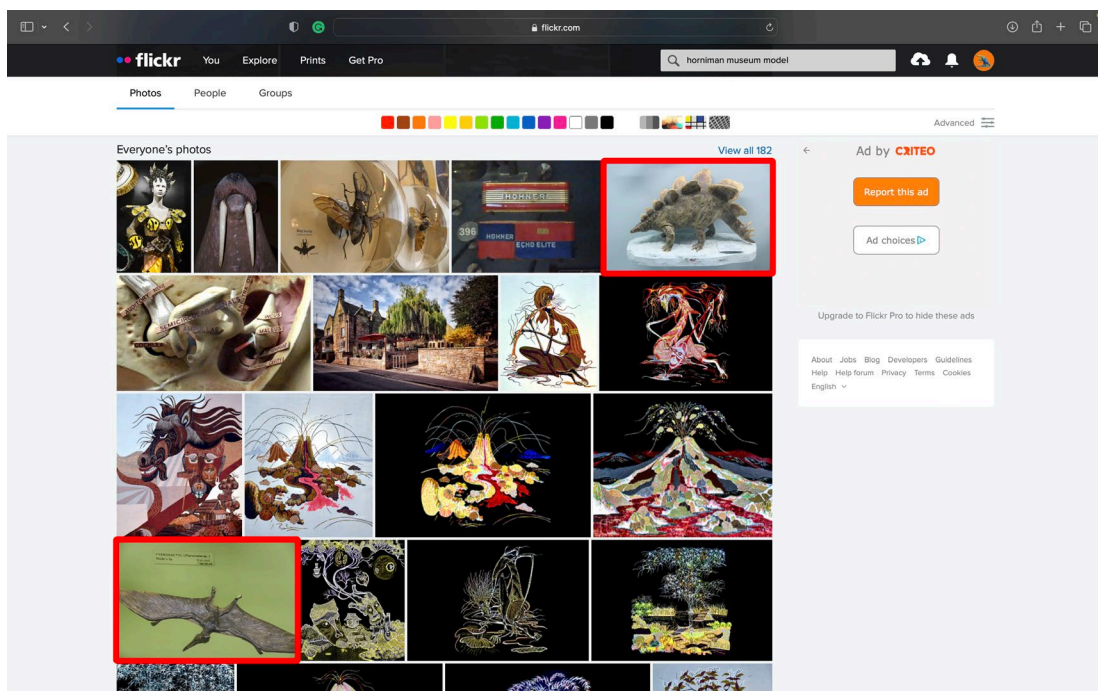 flickr.com
flickr You Explore Prints Get Pro horniman museum model
Photos People Groups
Advanced
Everyone's photos View all 182
Ad by CRITEO
Report this ad
Ad choices
Upgrade to Flickr Pro to hide these ads
About Jobs Blog Developers Guidelines
Help Help forum Privacy Terms Cookies
English
HOHNER
396 HOHNER
ECHO ELITE
COCHLEA